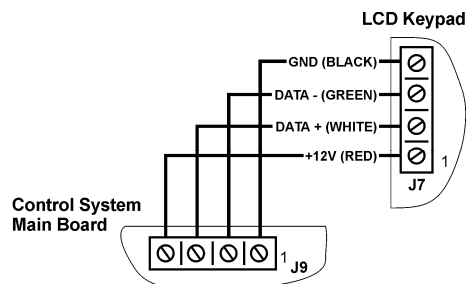 LCD Keypad
GND (BLACK)
DATA - (GREEN)
DATA + (WHITE)
+12V (RED)
1
J7
Control System
Main Board
1
J9